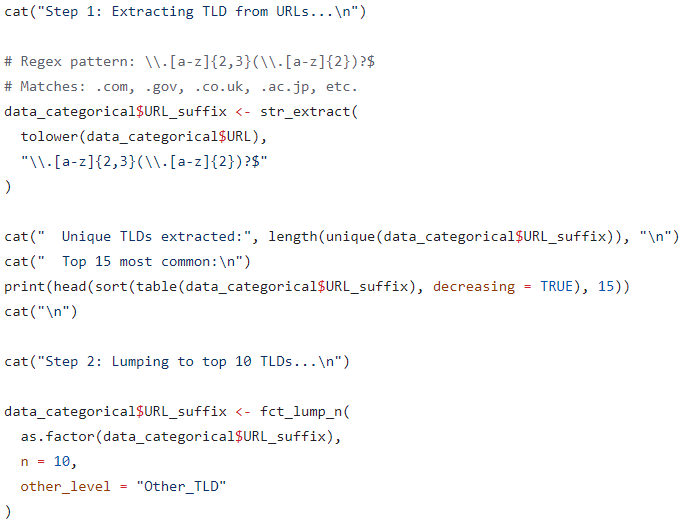 cat("Step 1: Extracting TLD from URLs...\n")
# Regex pattern: \\.[a-z]{2,3}(\\.[a-z]{2})?$
# Matches: .com, .gov, .co.uk, .ac.jp, etc.
data_categorical$URL_suffix <- str_extract(
  tolower(data_categorical$URL),
  "\\.[a-z]{2,3}(\\.[a-z]{2})?$"
)
cat("  Unique TLDs extracted:", length(unique(data_categorical$URL_suffix)), "\n")
cat("  Top 15 most common:\n")
print(head(sort(table(data_categorical$URL_suffix), decreasing = TRUE), 15))
cat("\n")
cat("Step 2: Lumping to top 10 TLDs...\n")
data_categorical$URL_suffix <- fct_lump_n(
  as.factor(data_categorical$URL_suffix),
  n = 10,
  other_level = "Other_TLD"
)